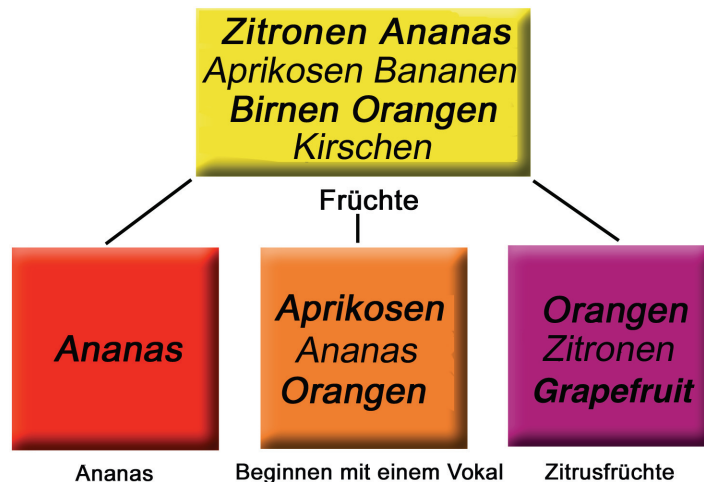 Zitronen Ananas
Aprikosen Bananen
Birnen Orangen
Kirschen
Früchte
Ananas
Aprikosen
Ananas
Orangen
Orangen
Zitronen
Grapefruit
Ananas
Beginnen mit einem Vokal
Zitrusfrüchte